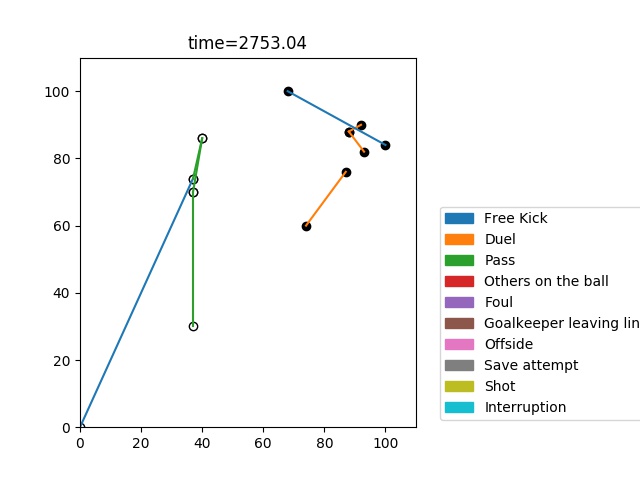 time=2753.04
100
80
60
40
20
0
0 20 40 60 80 100
Free Kick
Duel
Pass
Others on the ball
Foul
Goalkeeper leaving lin
Offside
Save attempt
Shot
Interruption